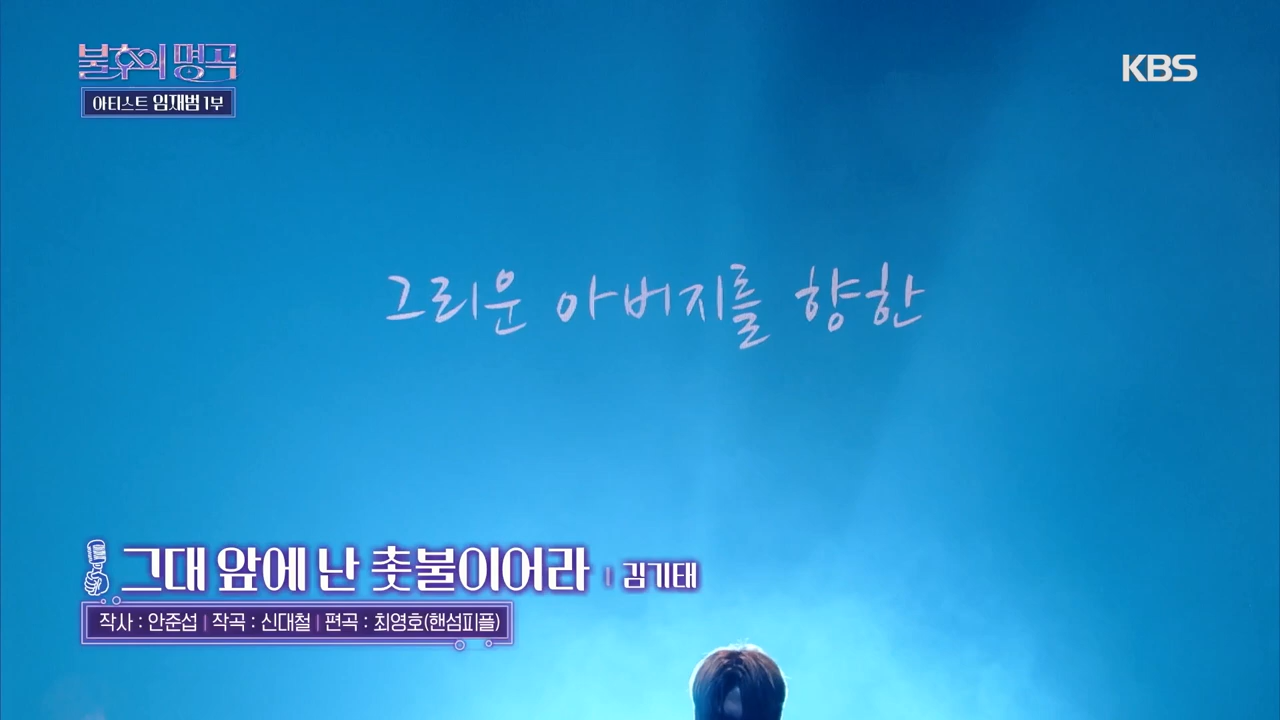 불후의 명곡
아티스트 임재범 1부
KBS
그리운 아버지를 향한
그대 앞에 난 촛불이어라 | 김기태
작사 : 안준섭 | 작곡 : 신대철 | 편곡 : 최영호(핸섬피플)